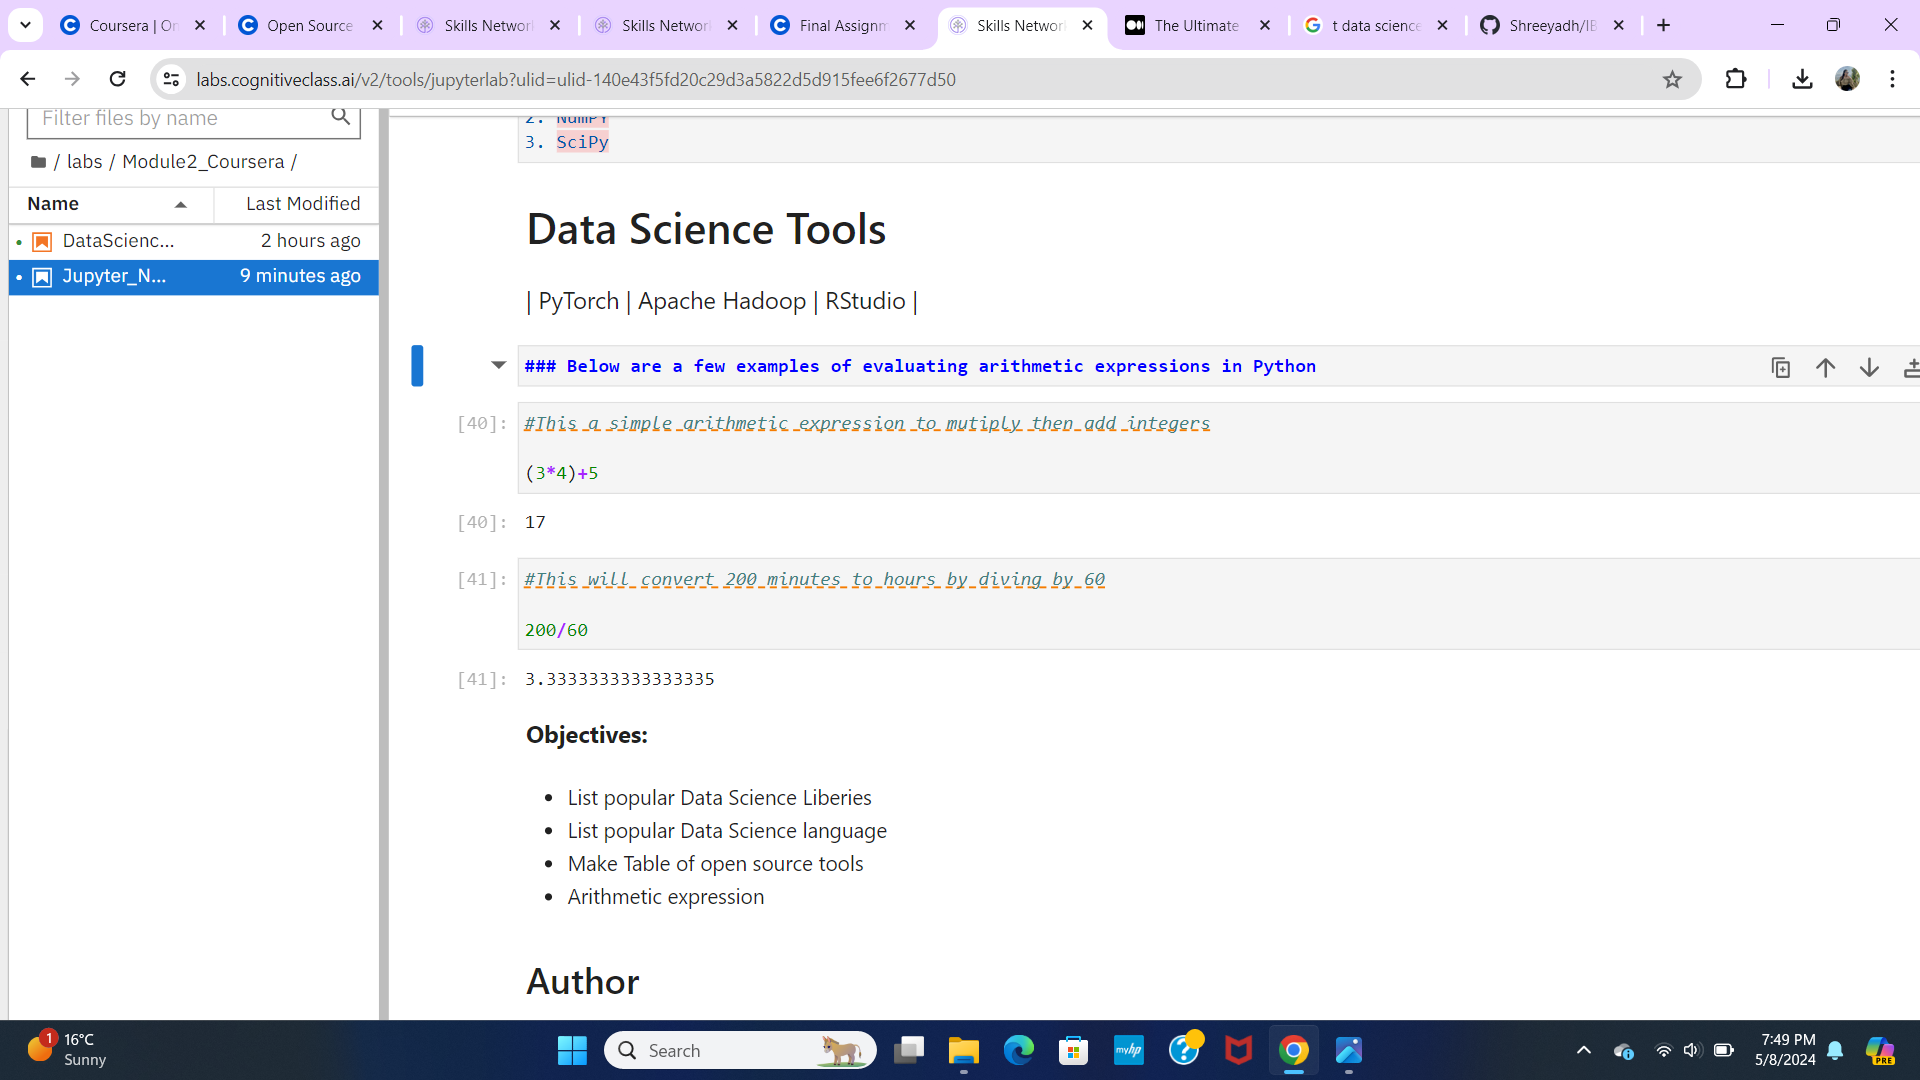 Coursera | On
Open Source
Skills Networ
Skills Networ
Final Assignm
Skills Networ
The Ultimate
t data science
Shreeyadh/IB
labs.cognitiveclass.ai/v2/tools/jupyterlab?ulid=ulid-140e43f5fd20c29d3a5822d5d915fee6f2677d50
Filter files by name
/ labs / Module2_Coursera /
Name
Last Modified
DataScienc...
2 hours ago
Jupyter_N...
9 minutes ago
2. NumPY
3. SciPy
Data Science Tools
| PyTorch | Apache Hadoop | RStudio |
### Below are a few examples of evaluating arithmetic expressions in Python
[40]: #This a simple arithmetic expression to mutiply then add integers
(3*4)+5
[40]: 17
[41]: #This will convert 200 minutes to hours by diving by 60
200/60
[41]: 3.3333333333333335
Objectives:
• List popular Data Science Liberies
• List popular Data Science language
• Make Table of open source tools
• Arithmetic expression
Author
1
16°C
Sunny
Search
myhp
7:49 PM
5/8/2024
PRE